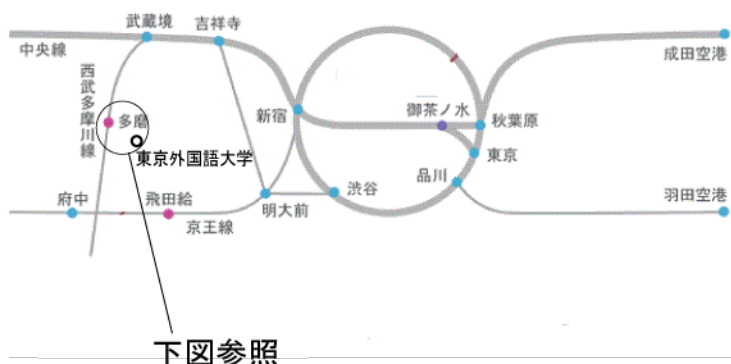 武蔵境
吉祥寺
中央線
成田空港
西武多摩川線
多磨
東京外国語大学
新宿
御茶ノ水
秋葉原
東京
品川
渋谷
明大前
府中
飛田給
京王線
羽田空港
下図参照